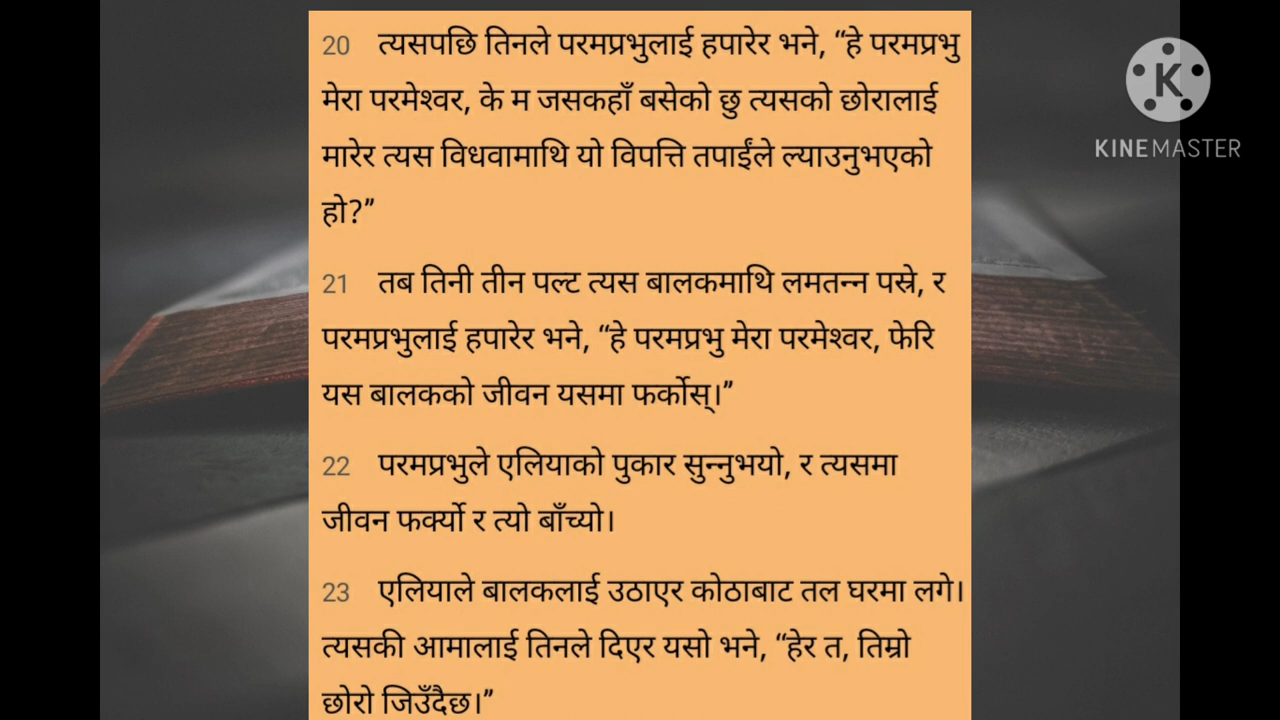 20 त्यसपछि तिनले परमप्रभुलाई हपारेर भने, “हे परमप्रभु
मेरा परमेश्‍वर, के म जसकहाँ बसेको छु त्यसको छोरालाई
मारेर त्यस विधवामाथि यो विपत्ति तपाईंले ल्याउनुभएको
हो?”
21 तब तिनी तीन पल्ट त्यस बालकमाथि लमतन्‍न पस्रे, र
परमप्रभुलाई हपारेर भने, “हे परमप्रभु मेरा परमेश्‍वर, फेरि
यस बालकको जीवन यसमा फर्कोस्।”
22 परमप्रभुले एलियाको पुकार सुन्‍नुभयो, र त्यसमा
जीवन फर्क्यो र त्यो बाँच्यो।
23 एलियाले बालकलाई उठाएर कोठाबाट तल घरमा लगे।
त्यसकी आमालाई तिनले दिएर यसो भने, “हेर त, तिम्रो
छोरो जिउँदैछ।”
K
KINEMASTER